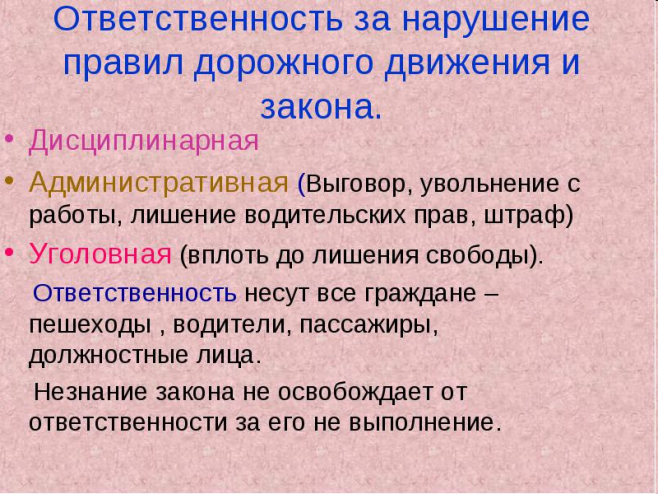 Ответственность за нарушение
правил дорожного движения и
закона.
• Дисциплинарная
• Административная (Выговор, увольнение с
работы, лишение водительских прав, штраф)
• Уголовная (вплоть до лишения свободы).
Ответственность несут все граждане –
пешеходы , водители, пассажиры,
должностные лица.
Незнание закона не освобождает от
ответственности за его не выполнение.